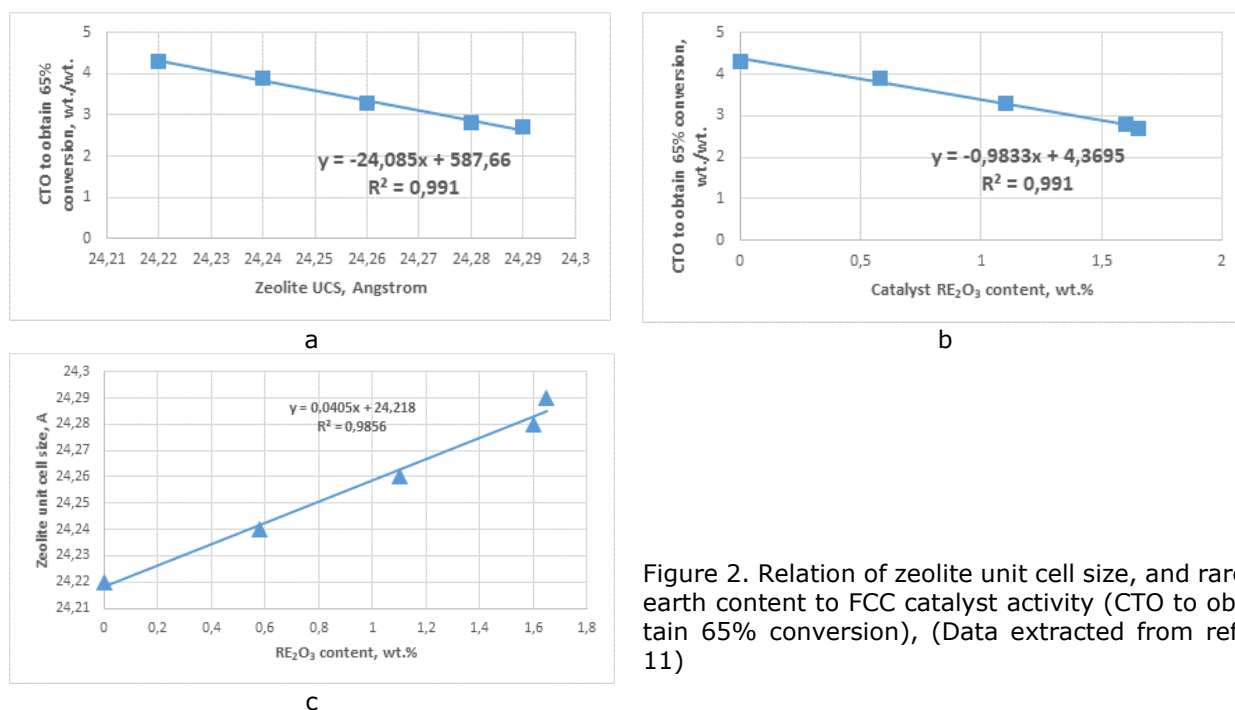 5
4
3
2
1
0
CTO to obtain 65%
conversion, wt./wt.
y = -24,085x + 587,66
R² = 0,991
24,21 24,22 24,23 24,24 24,25 24,26 24,27 24,28 24,29 24,3
Zeolite UCS, Angstrom
a
5
4
3
2
1
0
CTO to obtain 65% conversion,
wt./wt.
y = -0,9833x + 4,3695
R² = 0,991
0 0,5 1 1,5 2
Catalyst RE₂O₃ content, wt.%
b
24,3
24,29
24,28
24,27
24,26
24,25
24,24
24,23
24,22
24,21
Zeolite unit cell size, A
y = 0,0405x + 24,218
R² = 0,9856
0 0,2 0,4 0,6 0,8 1 1,2 1,4 1,6 1,8
RE₂O₃ content, wt.%
c
Figure 2. Relation of zeolite unit cell size, and rare
earth content to FCC catalyst activity (CTO to ob
tain 65% conversion), (Data extracted from ref
11)